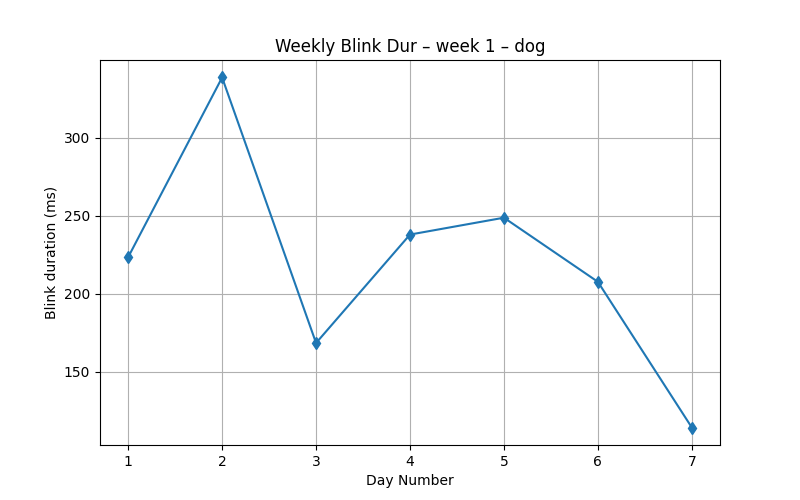 Weekly Blink Dur – week 1 – dog
Blink duration (ms)
300
250
200
150
1 2 3 4 5 6 7
Day Number